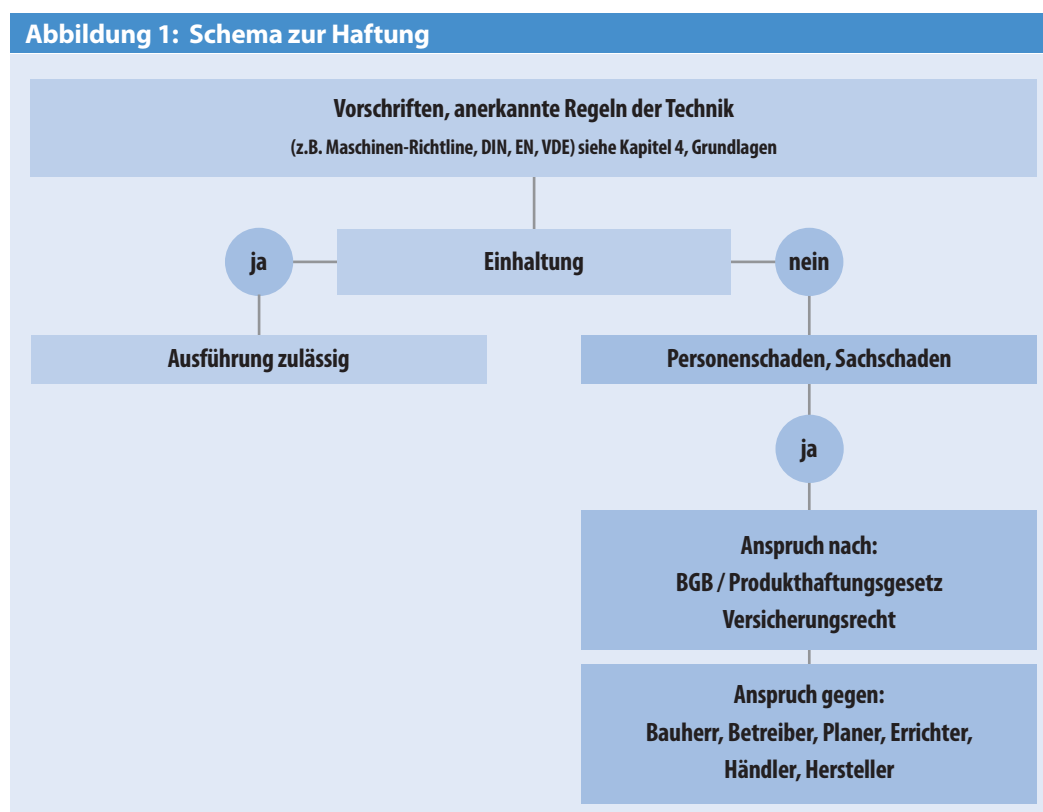 Abbildung 1: Schema zur Haftung
Vorschriften, anerkannte Regeln der Technik
(z.B. Maschinen-Richtline, DIN, EN, VDE) siehe Kapitel 4, Grundlagen
ja
Einhaltung
nein
Ausführung zulässig
Personenschaden, Sachschaden
ja
Anspruch nach:
BGB / Produkthaftungsgesetz
Versicherungsrecht
Anspruch gegen:
Bauherr, Betreiber, Planer, Errichter,
Händler, Hersteller